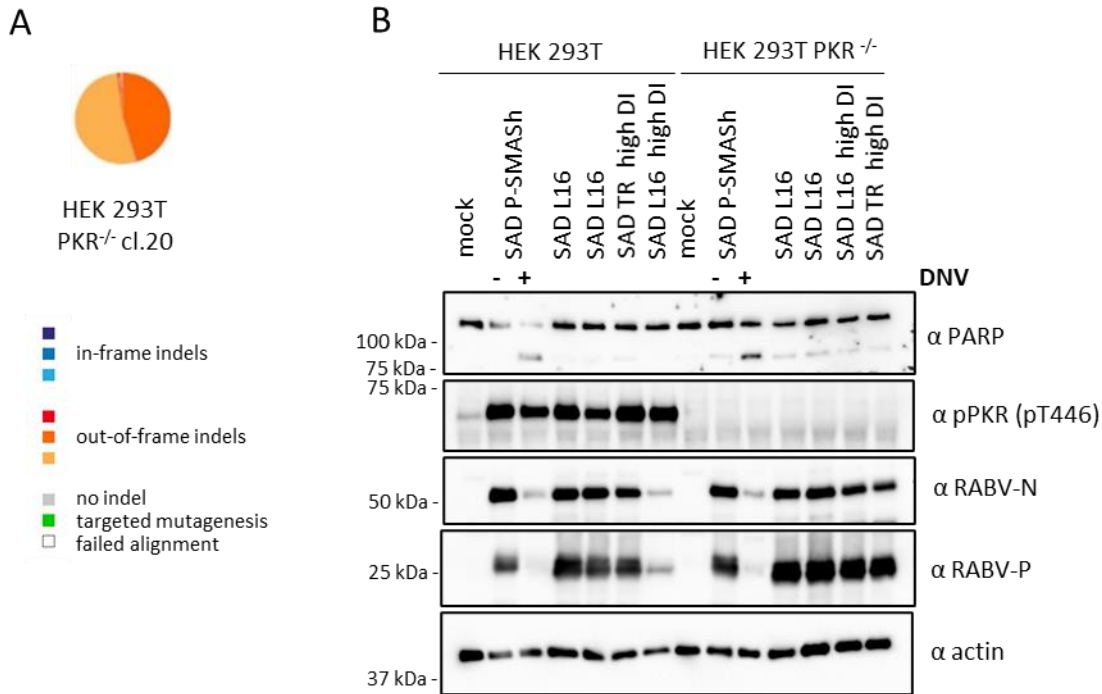 A
HEK 293T
PKR-/- cl.20
in-frame indels
out-of-frame indels
no indel
targeted mutagenesis
failed alignment
B
HEK 293T
HEK 293T PKR -/-
mock
SAD P-SMASh
SAD L16
SAD L16
SAD TR high DI
SAD L16 high DI
mock
SAD P-SMASh
SAD L16
SAD L16
SAD L16 high DI
SAD TR high DI
- + - + DNV
100 kDa -
75 kDa -
α PARP
75 kDa -
α pPKR (pT446)
50 kDa -
α RABV-N
25 kDa -
α RABV-P
α actin
37 kDa -